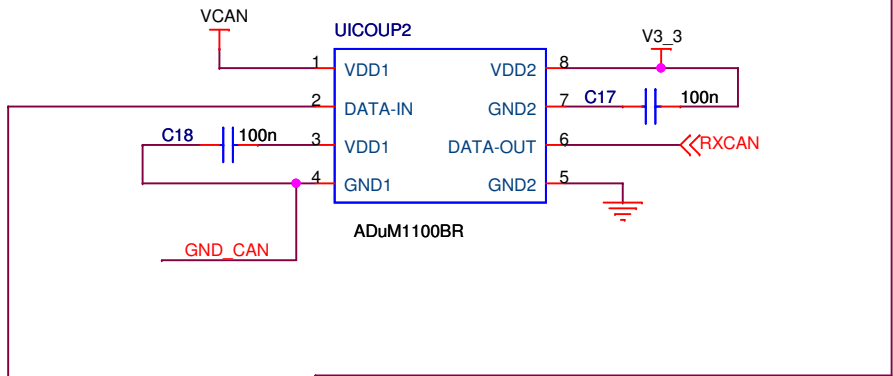 VCAN
UICOUP2
V3_3
1 VDD1 VDD2 8
2 DATA-IN GND2 7 C17 100n
C18 100n 3 VDD1 DATA-OUT 6 RXCAN
4 GND1 GND2 5
ADuM1100BR
GND_CAN